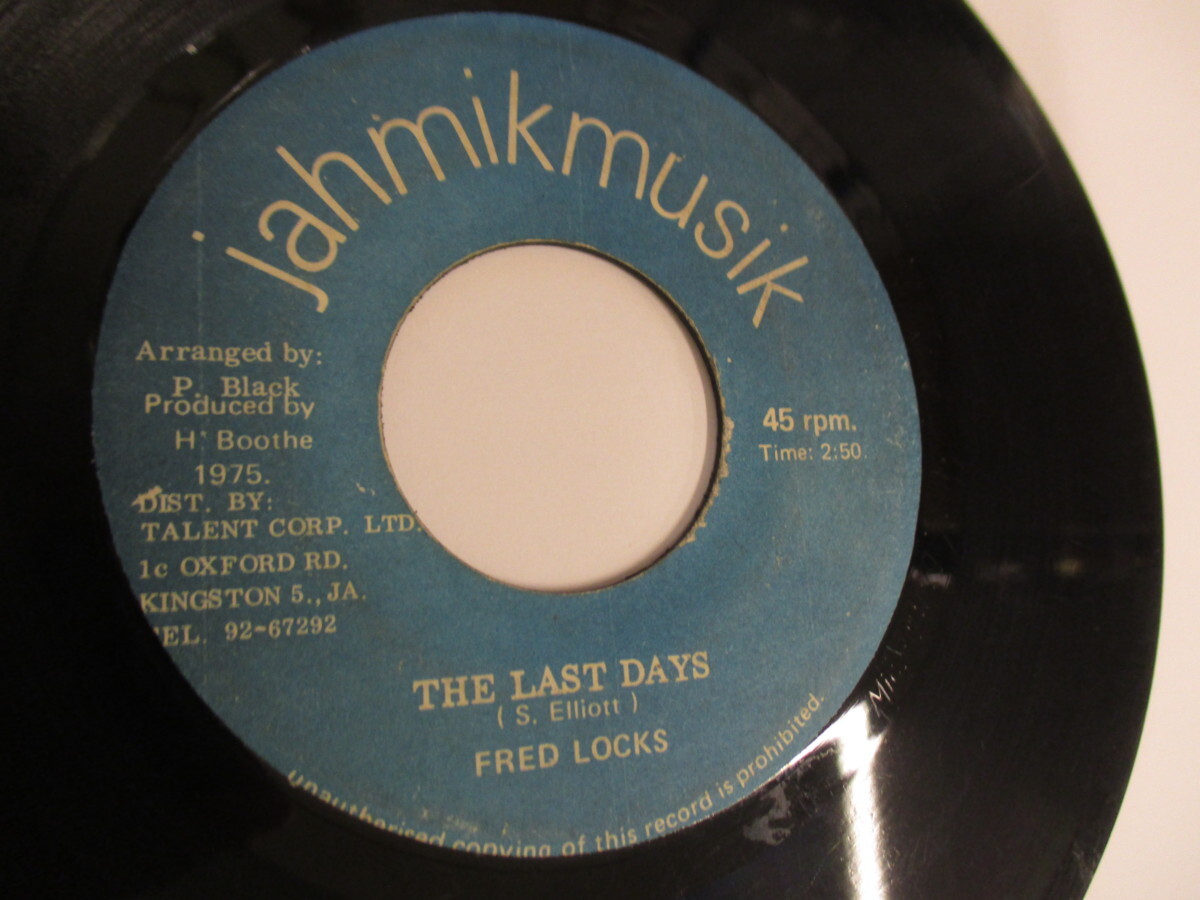 jahmikmusik
Arranged by:
P. Black
Produced by
H. Boothe
1975.
DIST. BY:
TALENT CORP. LTD.
1c OXFORD RD.
KINGSTON 5., JA.
TEL. 92-67292
45 rpm.
Time: 2:50
THE LAST DAYS
( S. Elliott )
FRED LOCKS
unauthorised copying of this record is prohibited.